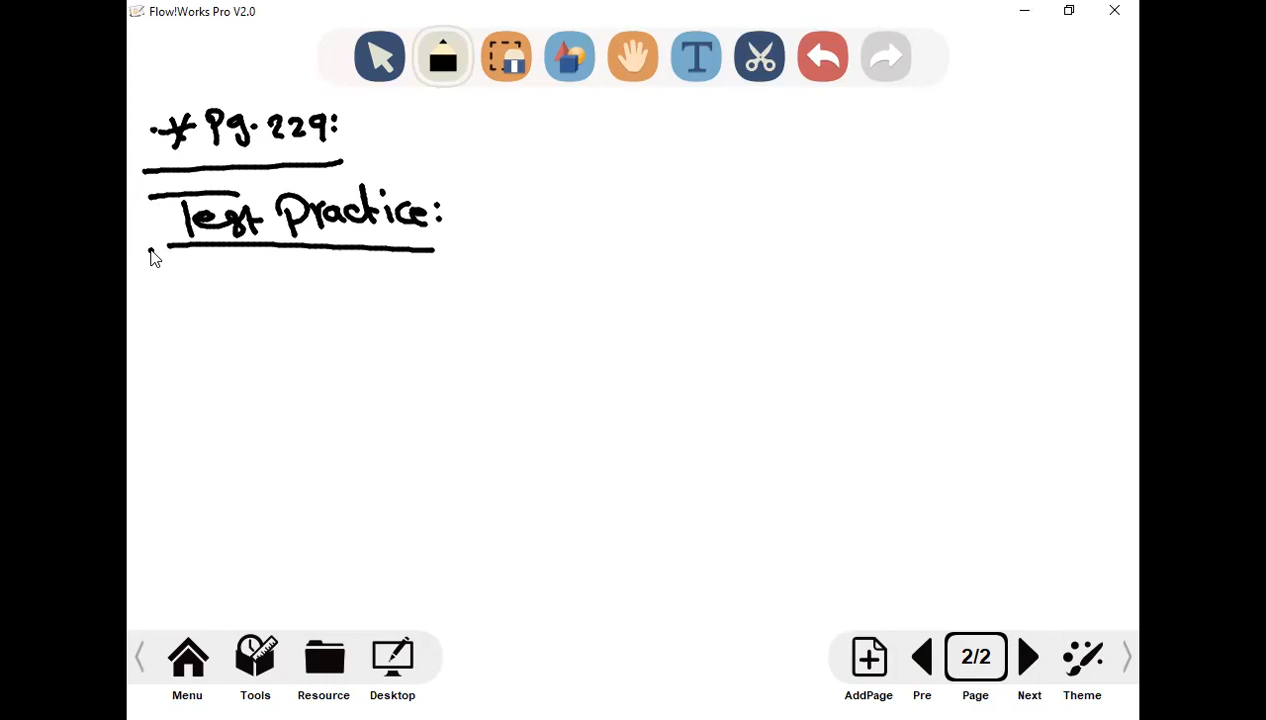 Flow!Works Pro V2.0
* Pg. 229:
Test Practice:
Menu Tools Resource Desktop 2/2 AddPage Pre Page Next Theme